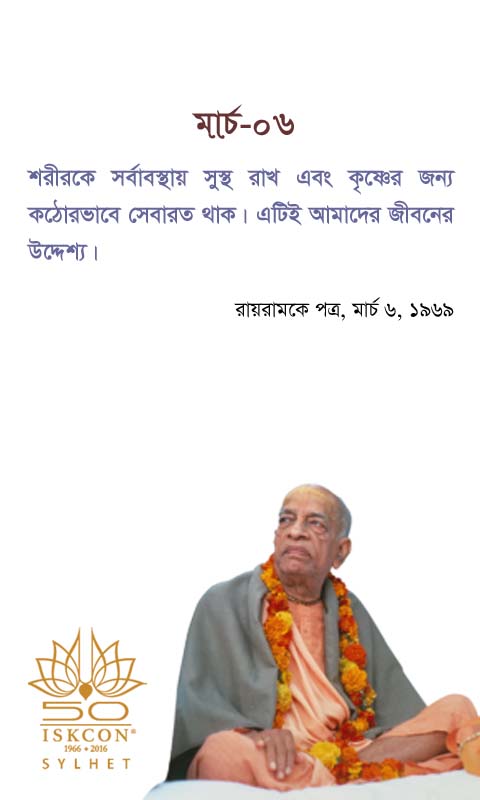 মার্চ-০৬
শরীরকে সর্বাবস্থায় সুস্থ রাখ এবং কৃষ্ণের জন্য
কঠোরভাবে সেবারত থাক। এটিই আমাদের জীবনের
উদ্দেশ্য।
রায়রামকে পত্র, মার্চ ৬, ১৯৬৯
50
ISKCON®
1966 • 2016
SYLHET